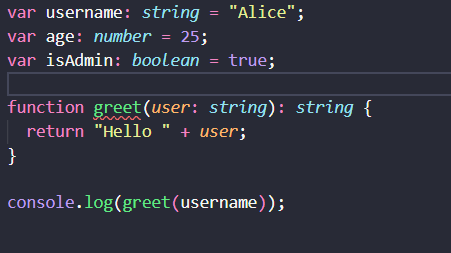 var username: string = "Alice";
var age: number = 25;
var isAdmin: boolean = true;
function greet(user: string): string {
return "Hello " + user;
}
console.log(greet(username));